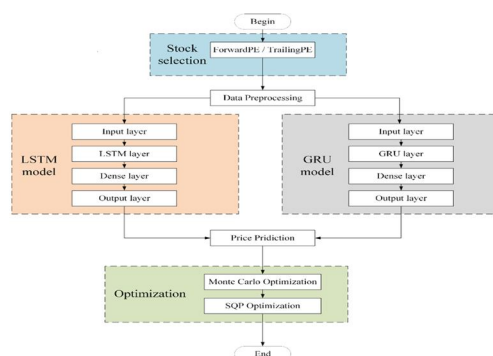 Begin
Stock
selection
ForwardPE / TrailingPE
Data Preprocessing
LSTM
model
Input layer
LSTM layer
Dense layer
Output layer
GRU
model
Input layer
GRU layer
Dense layer
Output layer
Price Pridiction
Optimization
Monte Carlo Optimization
SQP Optimization
End